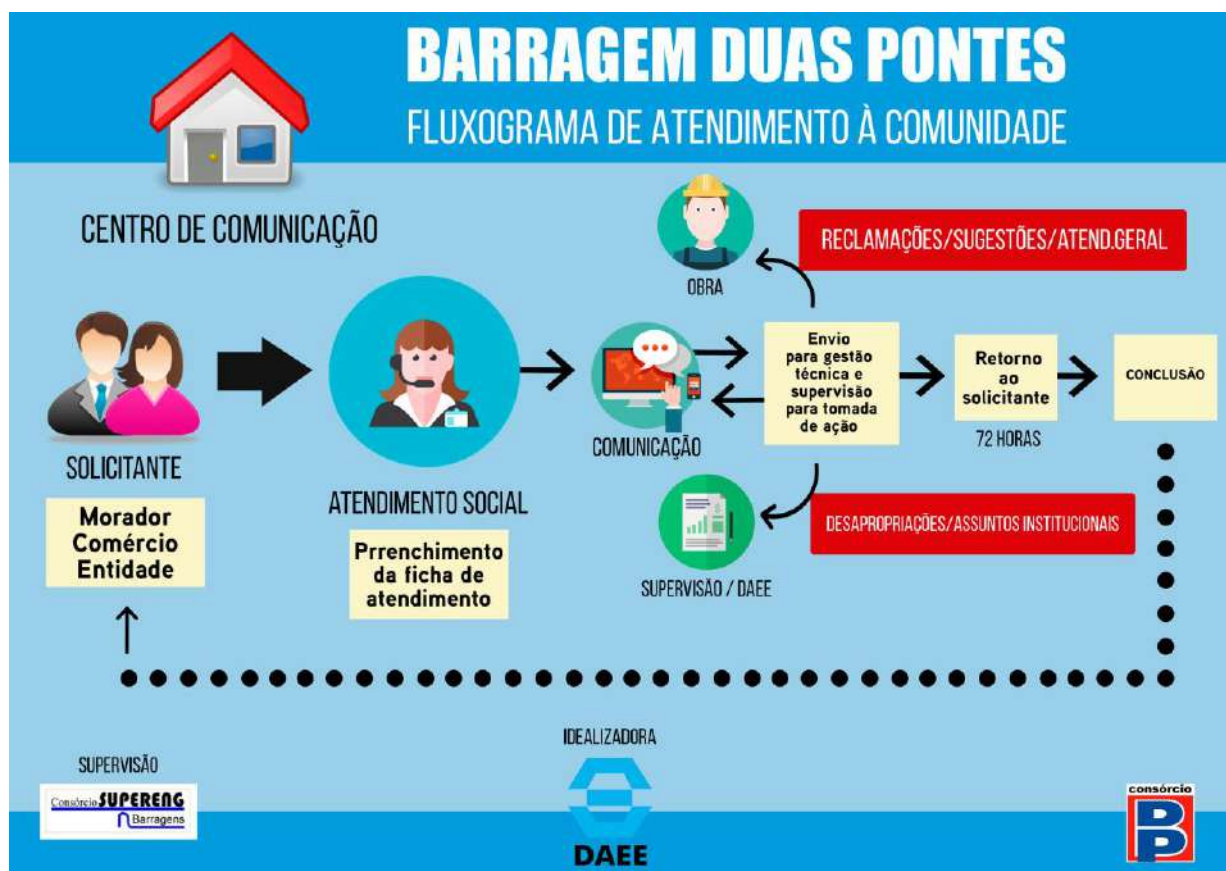 BARRAGEM DUAS PONTES
FLUXOGRAMA DE ATENDIMENTO À COMUNIDADE
CENTRO DE COMUNICAÇÃO
RECLAMAÇÕES/SUGESTÕES/ATEND.GERAL
OBRA
SOLICITANTE
Morador
Comércio
Entidade
ATENDIMENTO SOCIAL
Prrenchimento
da ficha de
atendimento
COMUNICAÇÃO
Envio
para gestão
técnica e
supervisão
para tomada
de ação
Retorno
ao
solicitante
72 HORAS
CONCLUSÃO
DESAPROPRIAÇÕES/ASSUNTOS INSTITUCIONAIS
SUPERVISÃO / DAEE
SUPERVISÃO
Consórcio SUPERENG
Barragens
IDEALIZADORA
DAEE
consórcio
BP